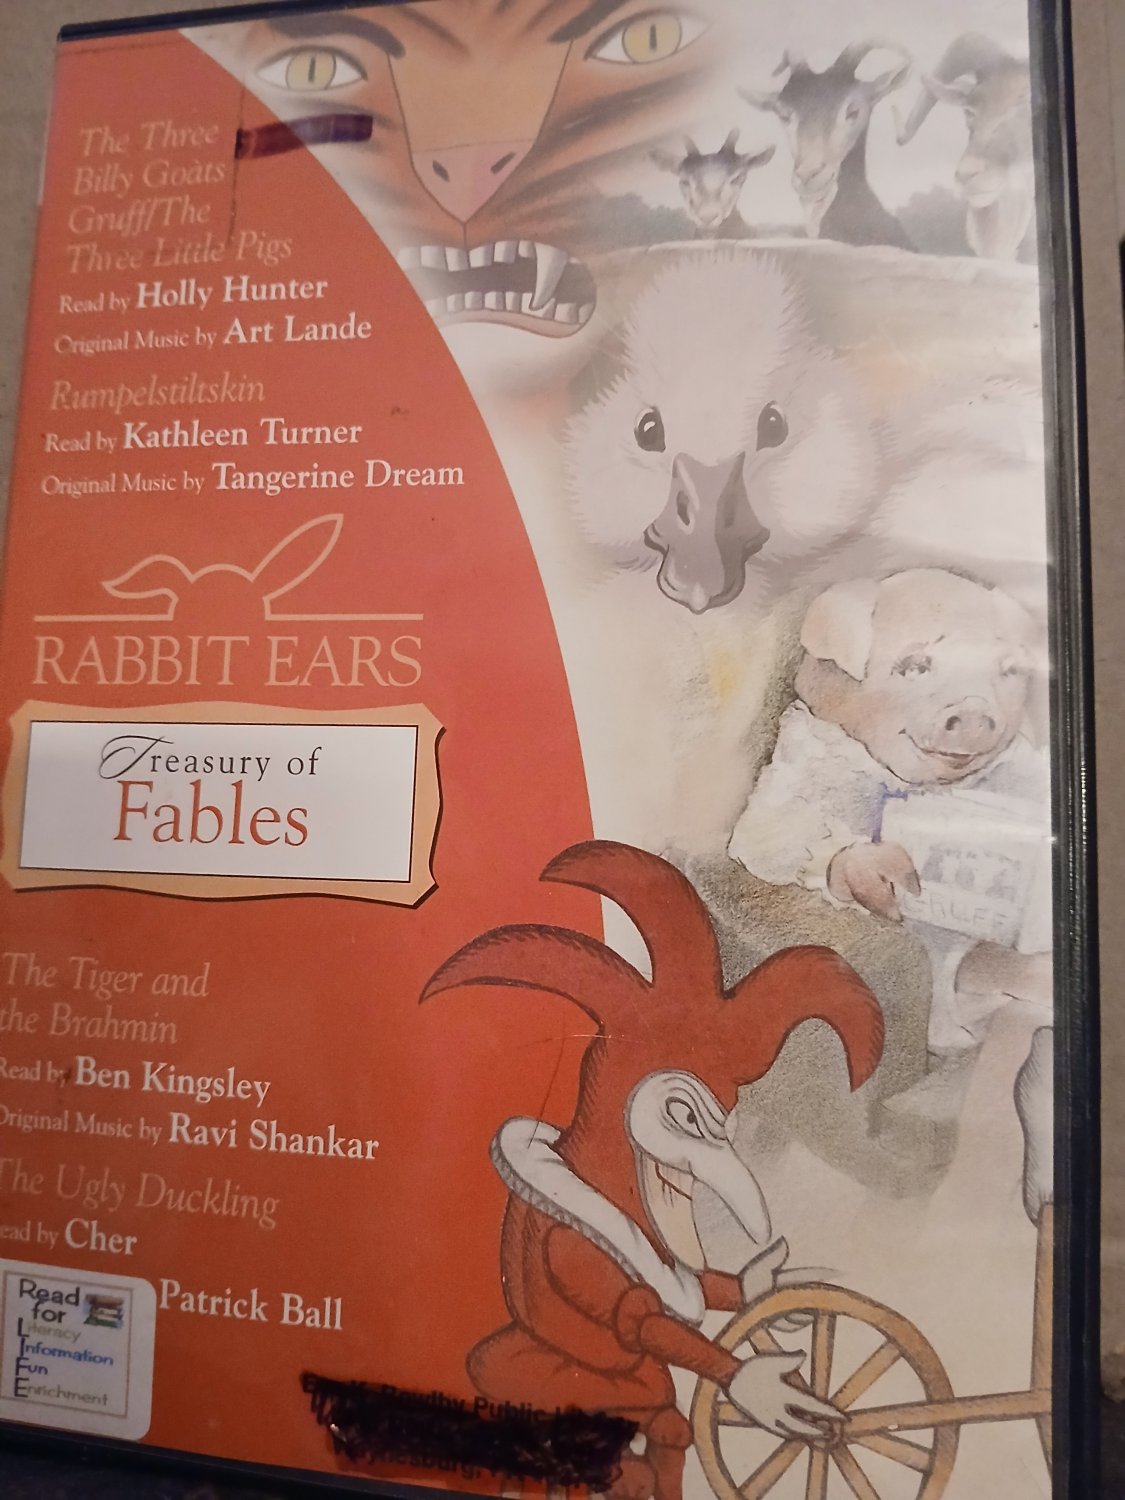 The Three
Billy Goats
Gruff/The
Three Little Pigs
Read by Holly Hunter
Original Music by Art Lande
Rumpelstiltskin
Read by Kathleen Turner
Original Music by Tangerine Dream
RABBIT EARS
Treasury of
Fables
The Tiger and
the Brahmin
Read by Ben Kingsley
Original Music by Ravi Shankar
The Ugly Duckling
Read by Cher
Patrick Ball
Read
for
Literacy
Information
Fun
Enrichment
Public
GRUFF